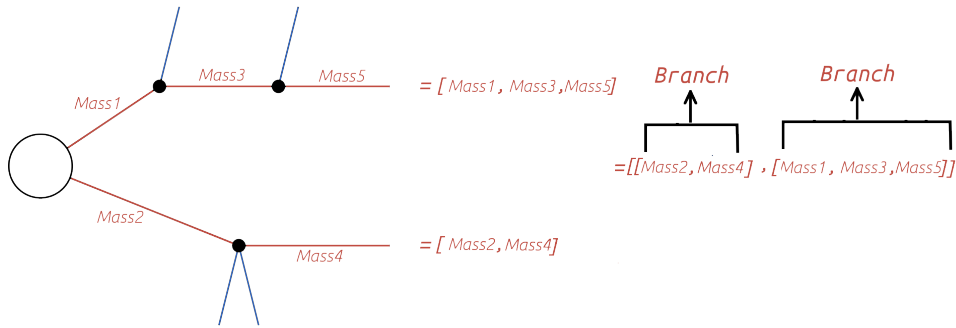 Mass1
Mass3
Mass5
= [ Mass1, Mass3,Mass5]
Branch
Branch
=[[Mass2,Mass4] ,[Mass1, Mass3,Mass5]]
Mass2
Mass4
= [ Mass2,Mass4]